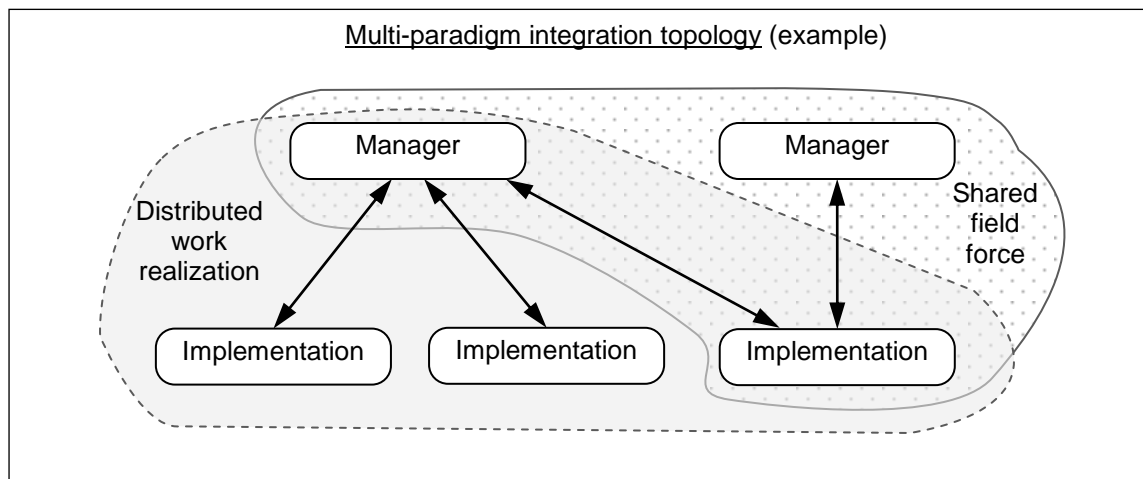 Multi-paradigm integration topology (example)
Manager
Manager
Distributed
work
realization
Shared
field
force
Implementation
Implementation
Implementation